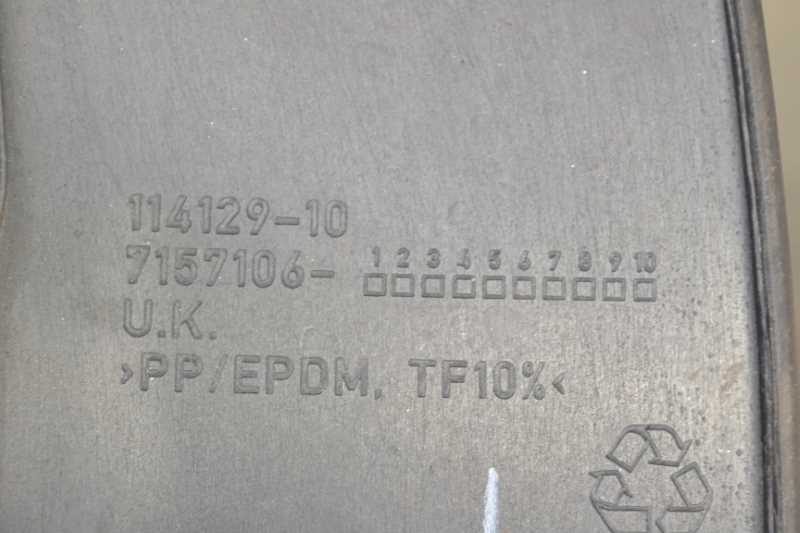 114129-10
7157106- 1 2 3 4 5 6 7 8 9 10
U.K.
>PP/EPDM, TF10%<